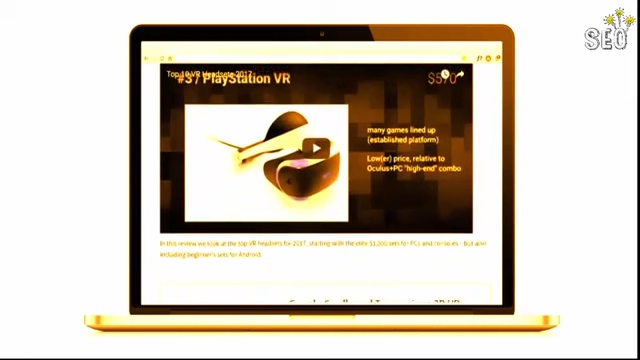 SEO
Top 10 VR Headsets 2017
#3 / PlayStation VR
$570
many games lined up
(established platform)
Low(er) price, relative to
Oculus+PC "high-end" combo
In this review we look at the top VR headsets for 2017, starting with the elite $1,200 sets for PCs and consoles - but also
including beginner's sets for Android.